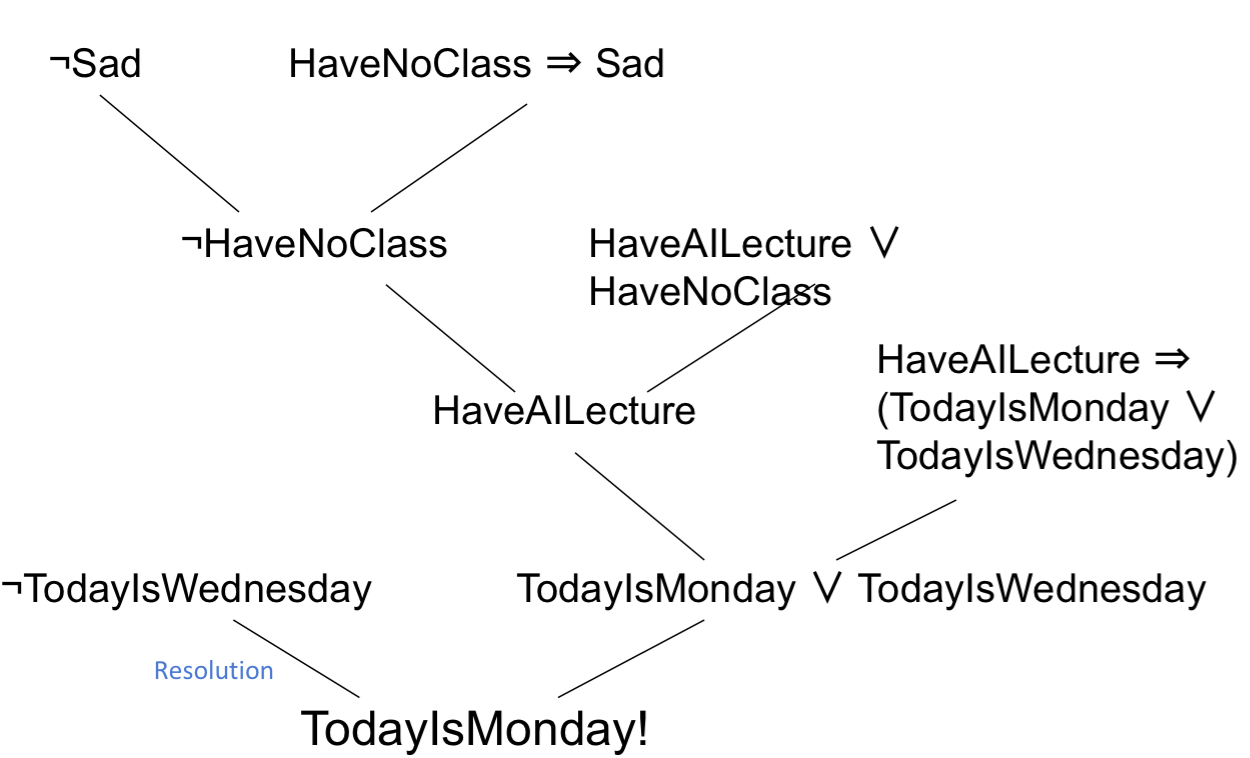 ¬Sad
HaveNoClass ⇒ Sad
¬HaveNoClass
HaveAILecture ∨
HaveNoClass
HaveAILecture ⇒
(TodayIsMonday ∨
TodayIsWednesday)
HaveAILecture
¬TodayIsWednesday
TodayIsMonday ∨ TodayIsWednesday
Resolution
TodayIsMonday!